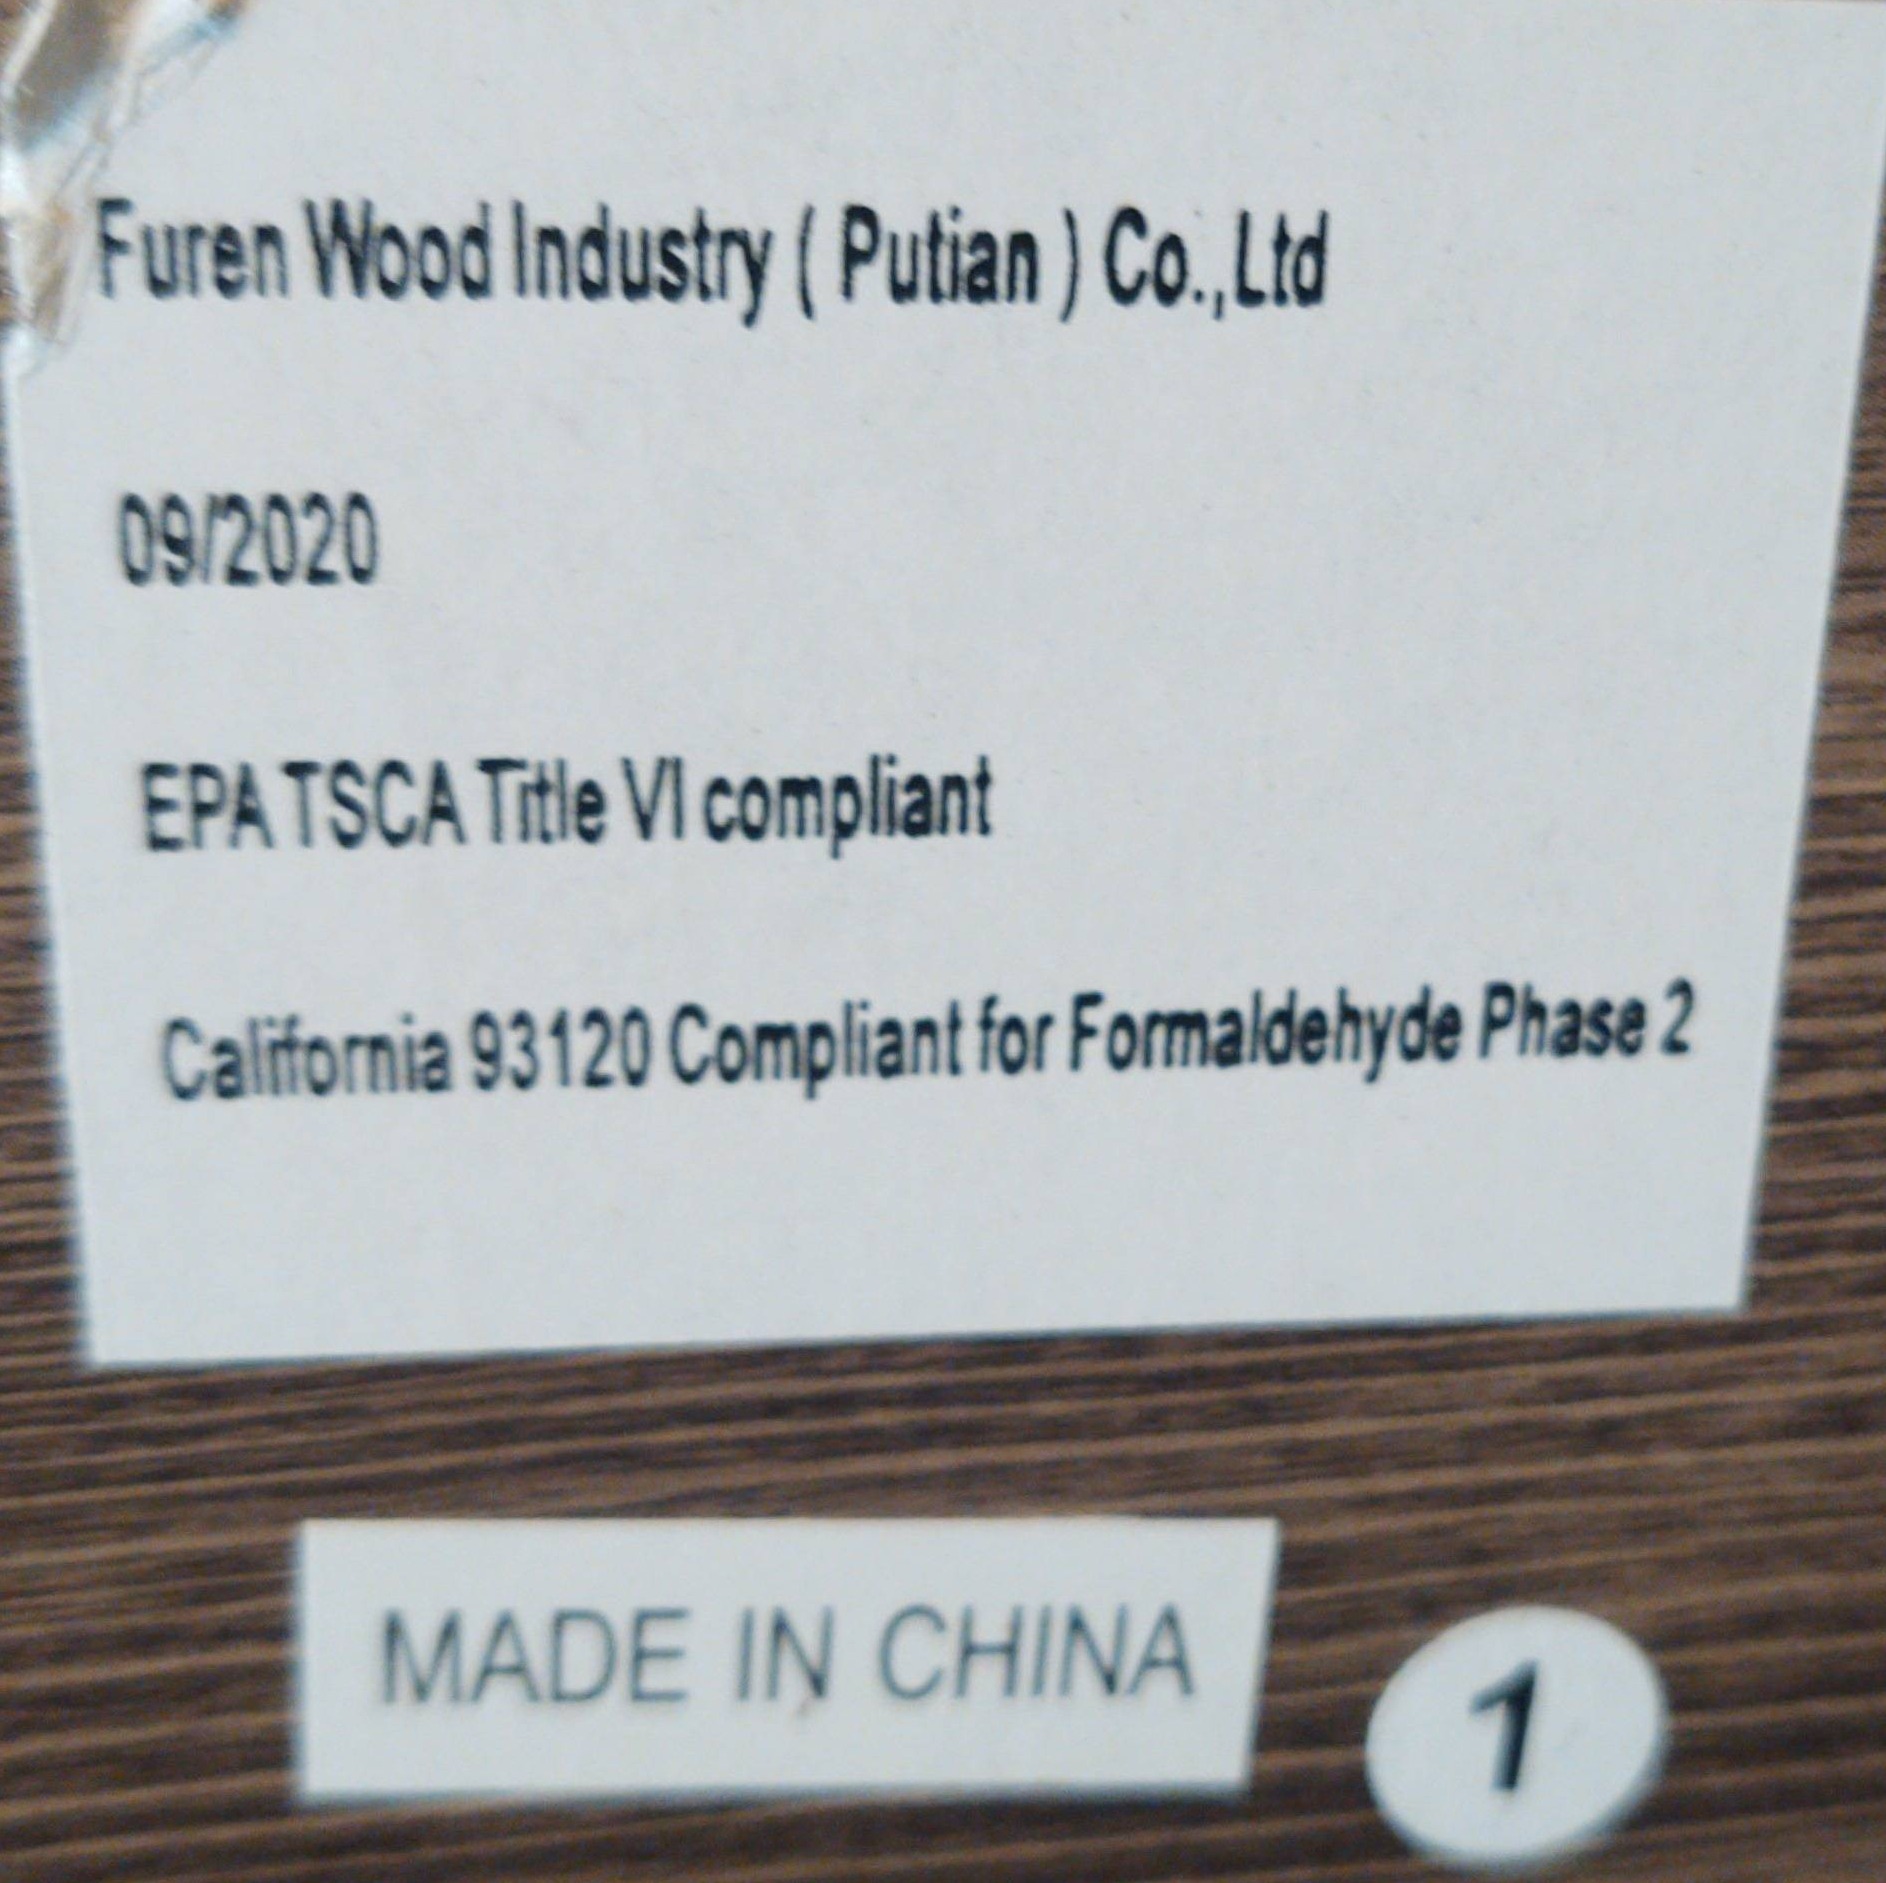 Furen Wood Industry ( Putian ) Co.,Ltd
09/2020
EPA TSCA Title VI compliant
California 93120 Compliant for Formaldehyde Phase 2
MADE IN CHINA
1